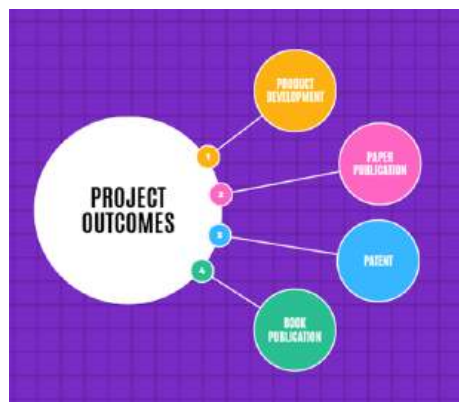 PROJECT
OUTCOMES
1
PRODUCT
DEVELOPMENT
2
PAPER
PUBLICATION
3
PATENT
4
BOOK
PUBLICATION